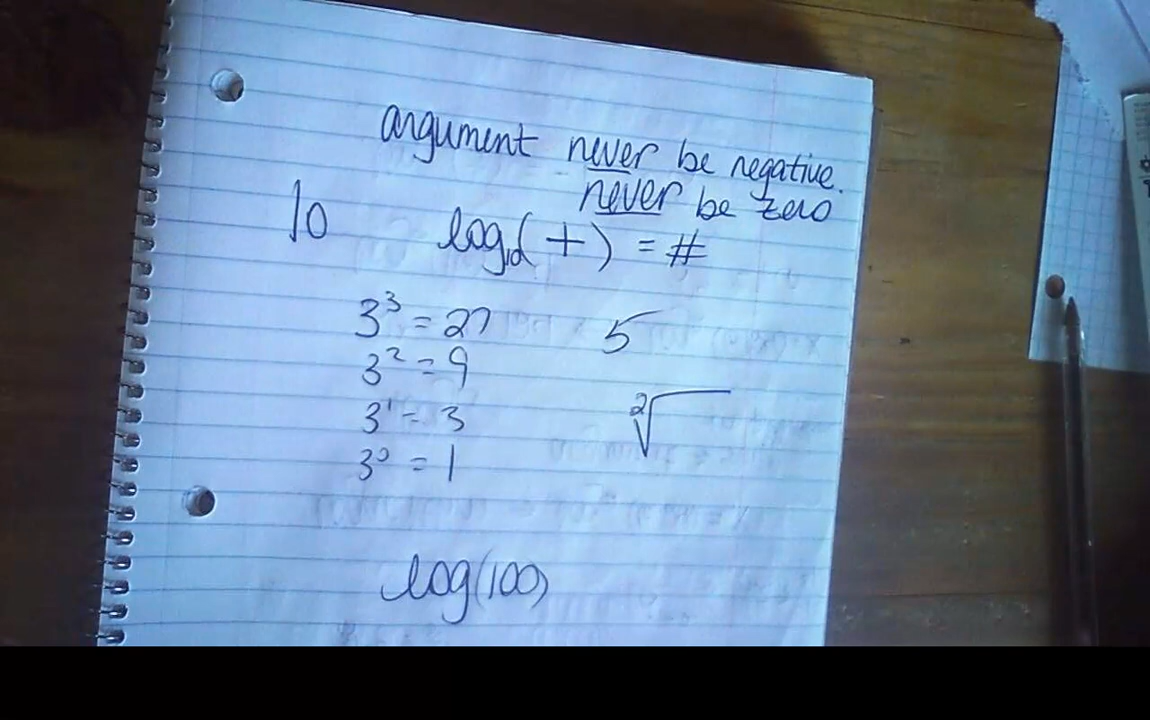 argument never be negative.
never be zero
10 log₁₀(+) = #
3³ = 27 5
3² = 9
²√
3¹ = 3
3⁰ = 1
log(100)